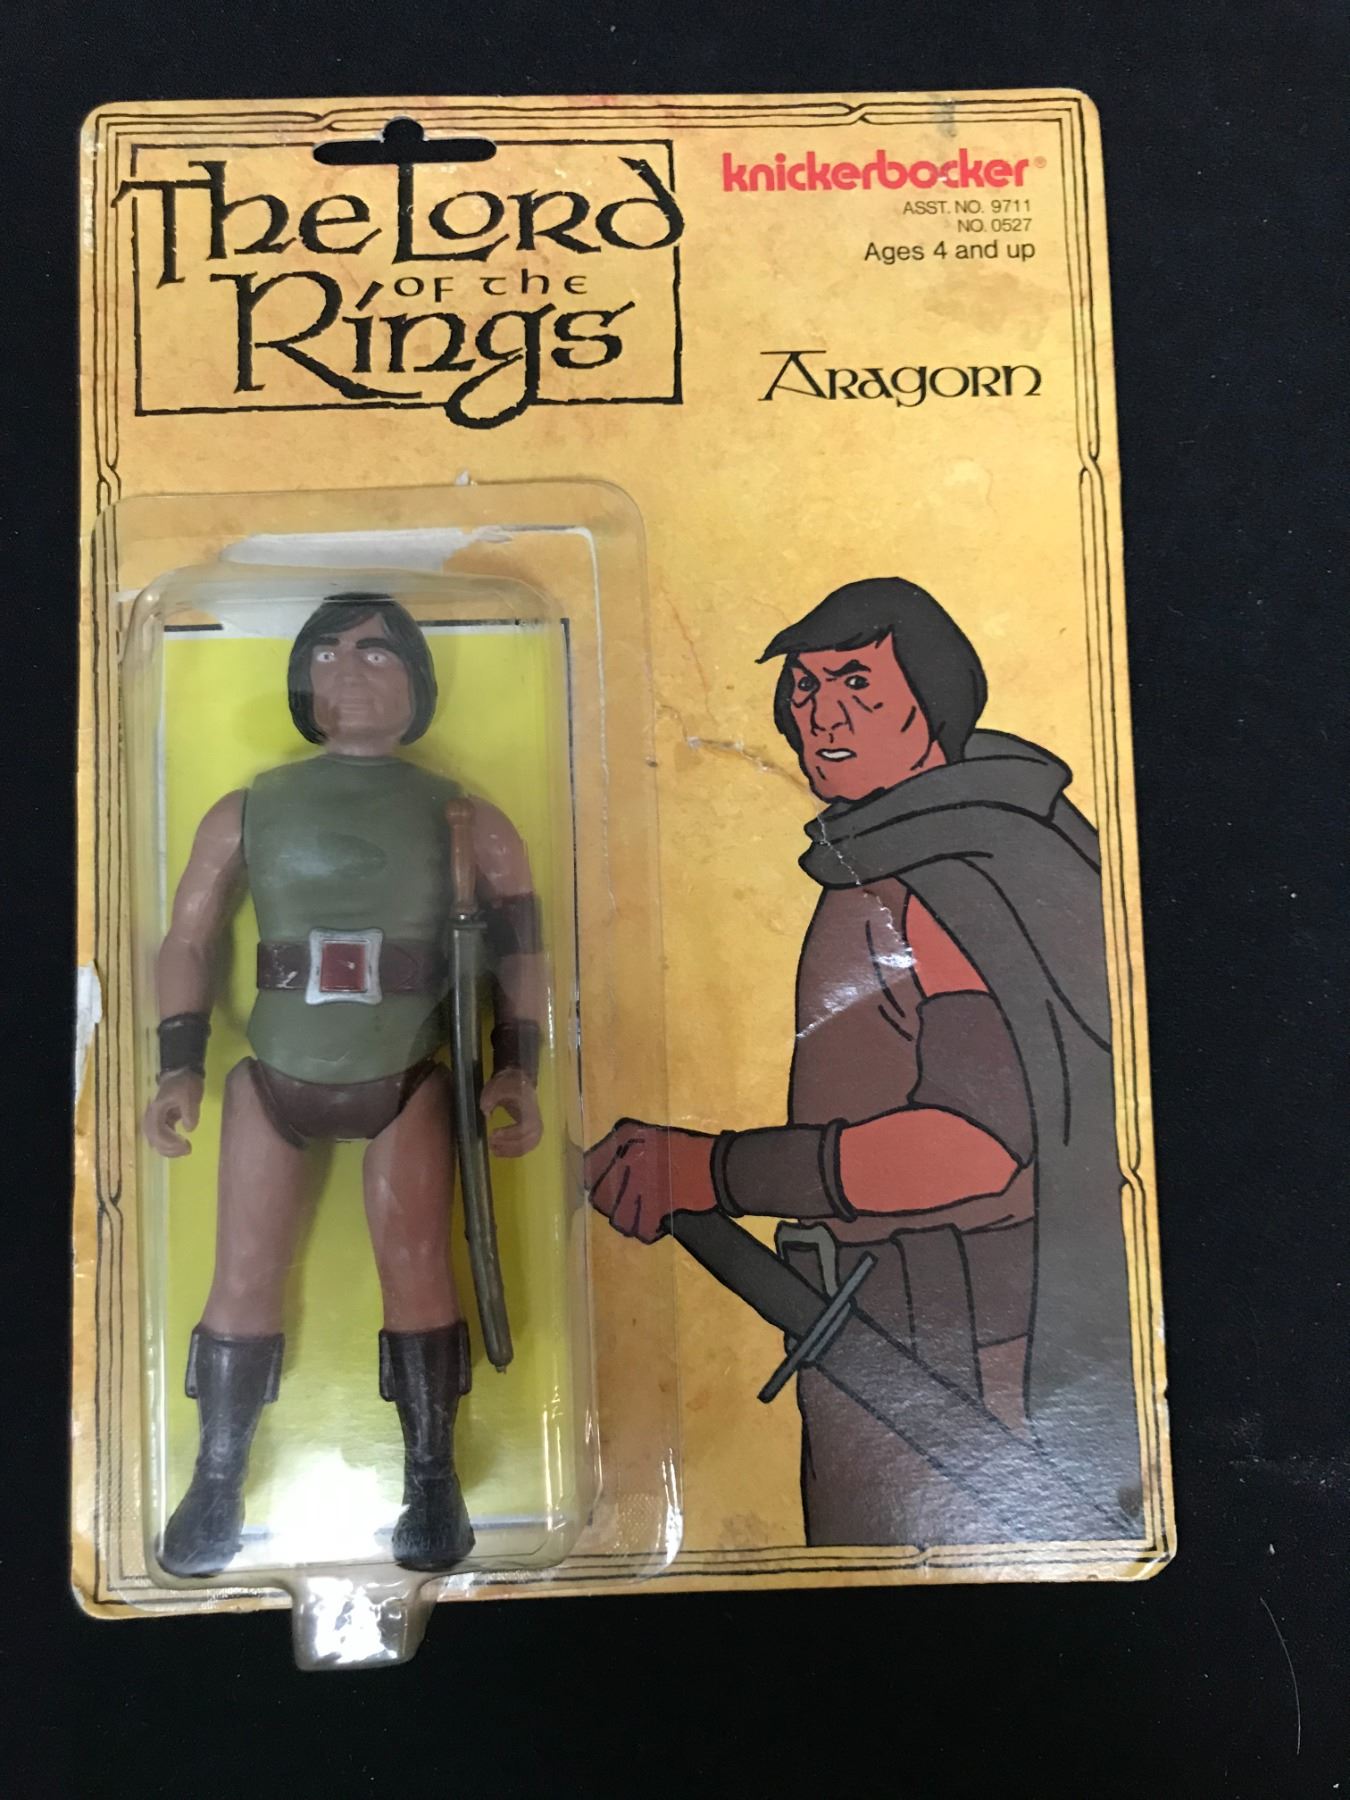 The Lord
of the
Rings
knickerbocker®
ASST. NO. 9711
NO. 0527
Ages 4 and up
Aragorn